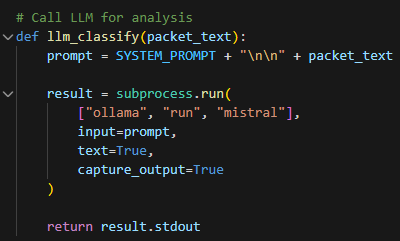 # Call LLM for analysis
def llm_classify(packet_text):
    prompt = SYSTEM_PROMPT + "\n\n" + packet_text

    result = subprocess.run(
        ["ollama", "run", "mistral"],
        input=prompt,
        text=True,
        capture_output=True
    )

    return result.stdout